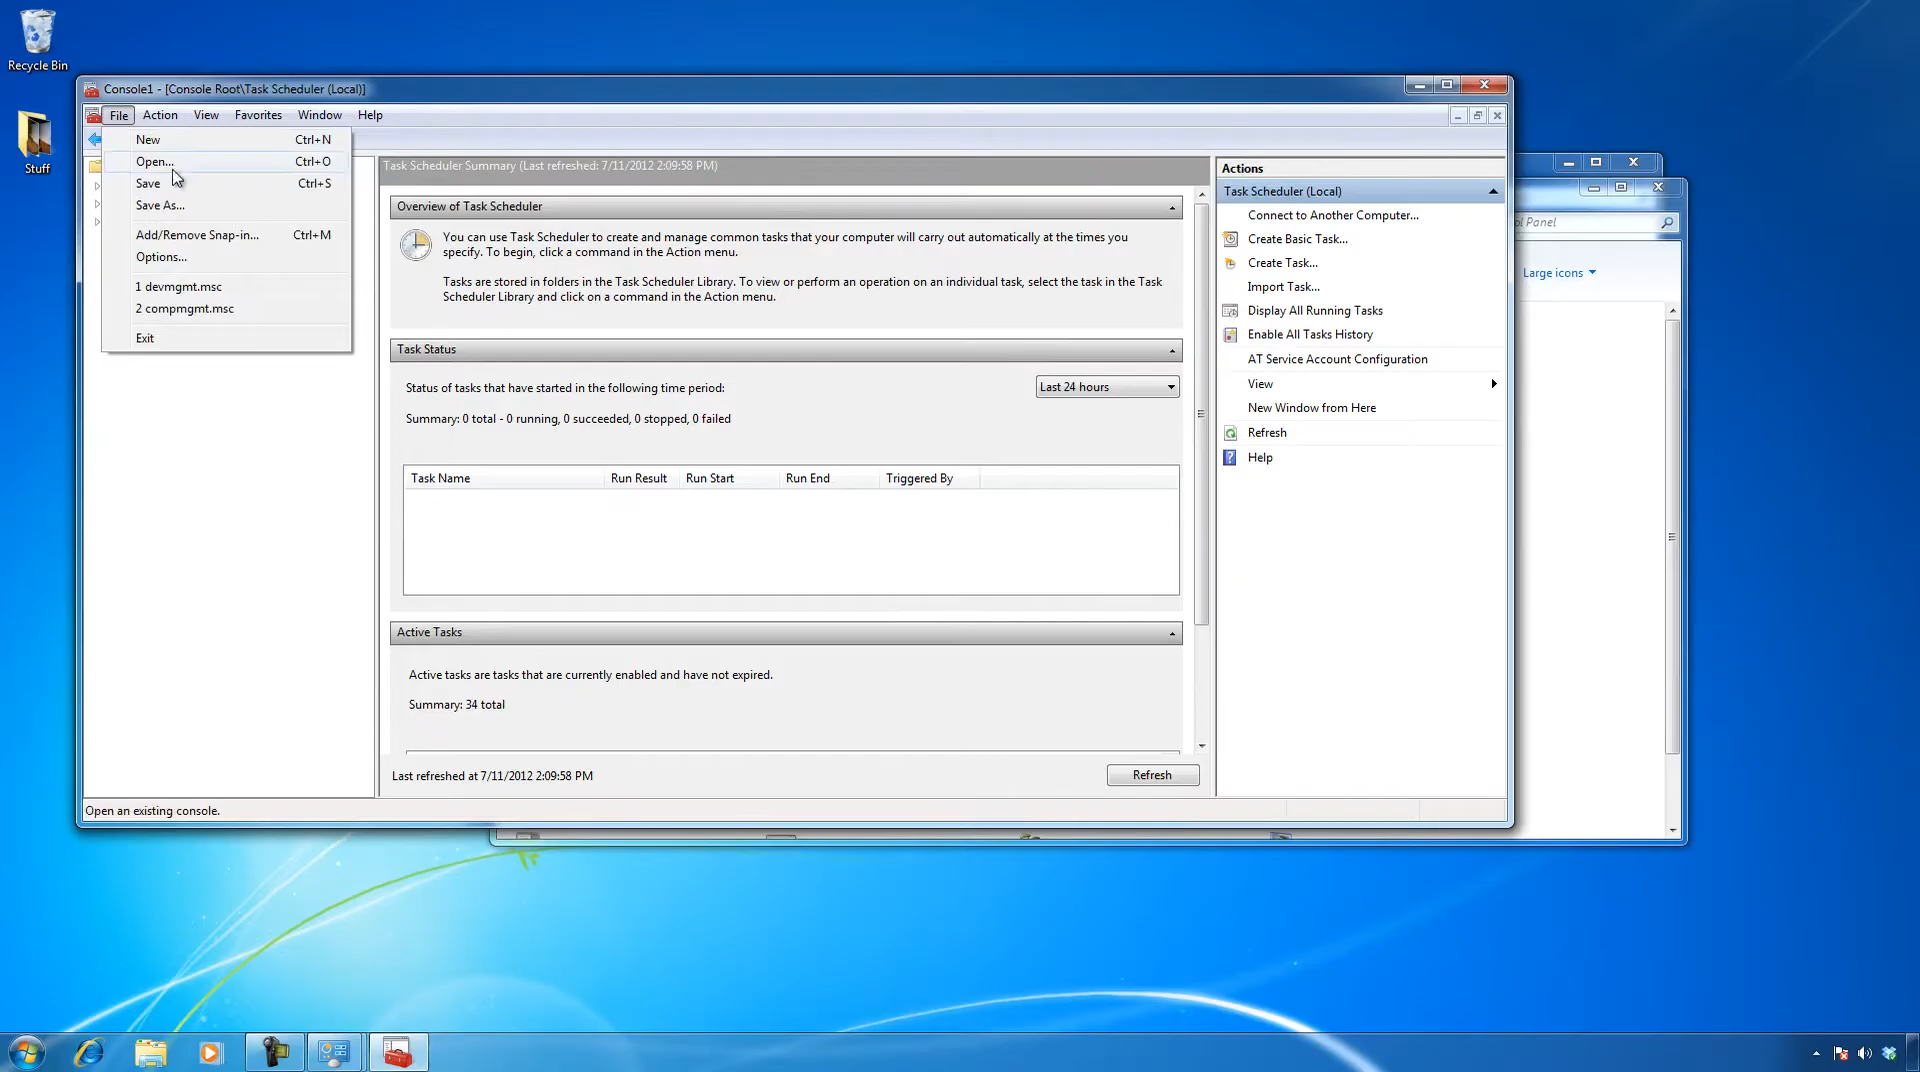 Recycle Bin
Stuff
Console1 - [Console Root\Task Scheduler (Local)]
File Action View Favorites Window Help
New Ctrl+N
Open... Ctrl+O
Save Ctrl+S
Save As...
Add/Remove Snap-in... Ctrl+M
Options...
1 devmgmt.msc
2 compmgmt.msc
Exit
Task Scheduler Summary (Last refreshed: 7/11/2012 2:09:58 PM)
Overview of Task Scheduler
You can use Task Scheduler to create and manage common tasks that your computer will carry out automatically at the times you
specify. To begin, click a command in the Action menu.
Tasks are stored in folders in the Task Scheduler Library. To view or perform an operation on an individual task, select the task in the
Task Scheduler Library and click on a command in the Action menu.
Task Status
Status of tasks that have started in the following time period:
Last 24 hours
Summary: 0 total - 0 running, 0 succeeded, 0 stopped, 0 failed
Task Name Run Result Run Start Run End Triggered By
Active Tasks
Active tasks are tasks that are currently enabled and have not expired.
Summary: 34 total
Last refreshed at 7/11/2012 2:09:58 PM
Refresh
Actions
Task Scheduler (Local)
Connect to Another Computer...
Create Basic Task...
Create Task...
Import Task...
Display All Running Tasks
Enable All Tasks History
AT Service Account Configuration
View
New Window from Here
Refresh
Help
Open an existing console.
Panel
Large icons